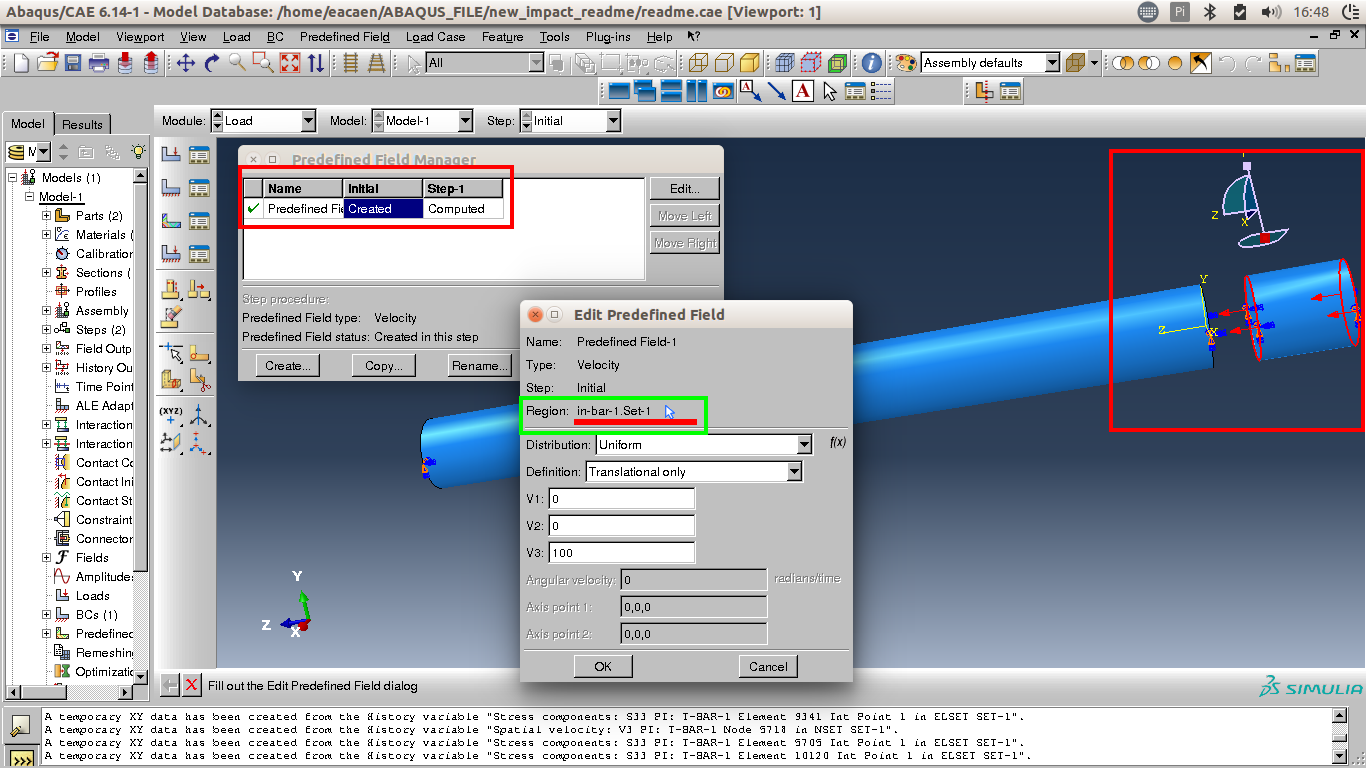 Abaqus/CAE 6.14-1 - Model Database: /home/eacaen/ABAQUS_FILE/new_impact_readme/readme.cae [Viewport: 1]
Pi
16:48
File Model Viewport View Load BC Predefined Field Load Case Feature Tools Plug-ins Help
All
Assembly defaults
A
A
Model Results
Module: Load Model: Model-1 Step: Initial
M
Models (1)
Model-1
Parts (2)
Materials (
Calibration
Sections (
Profiles
Assembly
Steps (2)
Field Outp
History Ou
Time Point
ALE Adapt
Interaction
Interaction
Contact Co
Contact Ini
Contact St
Constraint
Connector
Fields
Amplitudes
Loads
BCs (1)
Predefined
Remeshing
Optimizatio
(XYZ)
Predefined Field Manager
Name Initial Step-1
Predefined Fie Created Computed
Edit...
Move Left
Move Right
Step procedure:
Predefined Field type: Velocity
Predefined Field status: Created in this step
Create... Copy... Rename...
Edit Predefined Field
Name: Predefined Field-1
Type: Velocity
Step: Initial
Region: in-bar-1.Set-1
Distribution: Uniform f(x)
Definition: Translational only
V1: 0
V2: 0
V3: 100
Angular velocity: 0 radians/time
Axis point 1: 0,0,0
Axis point 2: 0,0,0
OK Cancel
Z
X
Y
Z
X
Y
Z
X
Fill out the Edit Predefined Field dialog
SIMULIA
A temporary XY data has been created from the History variable "Stress components: S33 PI: T-BAR-1 Element 9341 Int Point 1 in ELSET SET-1".
A temporary XY data has been created from the History variable "Spatial velocity: V3 PI: T-BAR-1 Node 5718 in NSET SET-1".
A temporary XY data has been created from the History variable "Stress components: S33 PI: T-BAR-1 Element 5705 Int Point 1 in ELSET SET-1".
A temporary XY data has been created from the History variable "Stress components: S33 PI: T-BAR-1 Element 10120 Int Point 1 in ELSET SET-1".
>>>